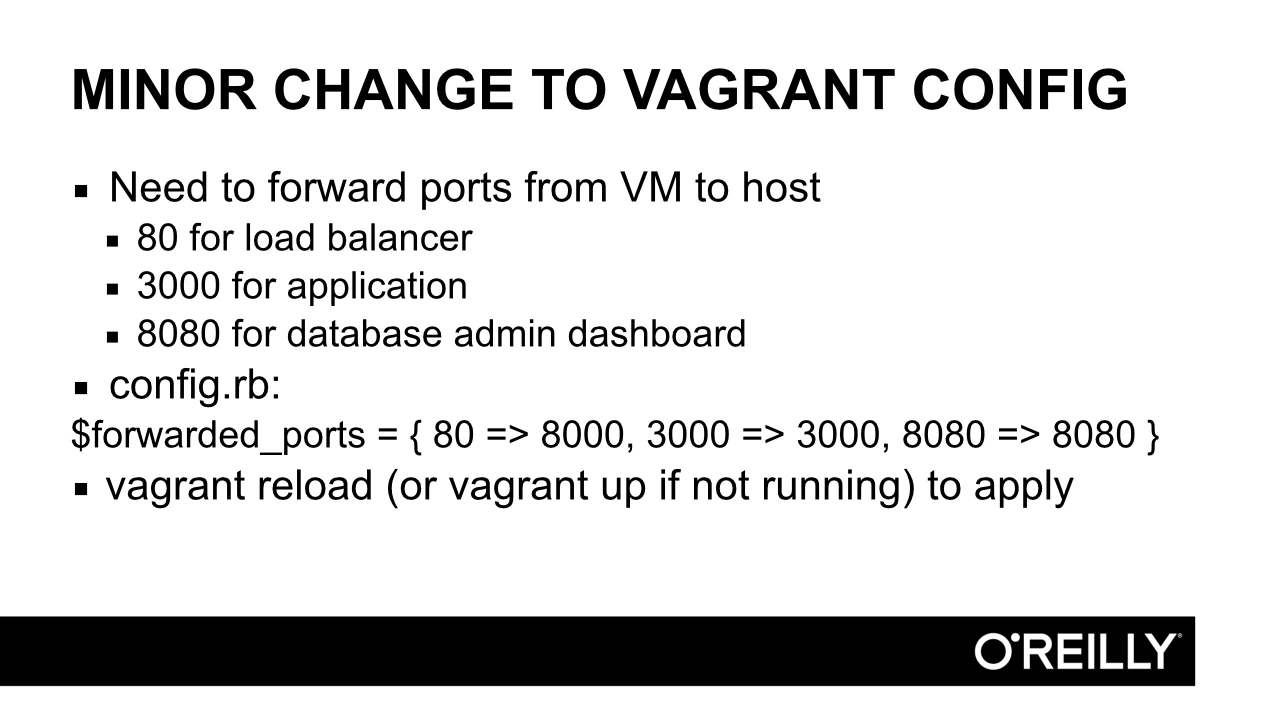 MINOR CHANGE TO VAGRANT CONFIG
▪ Need to forward ports from VM to host
▪ 80 for load balancer
▪ 3000 for application
▪ 8080 for database admin dashboard
▪ config.rb:
$forwarded_ports = { 80 => 8000, 3000 => 3000, 8080 => 8080 }
▪ vagrant reload (or vagrant up if not running) to apply
O'REILLY®